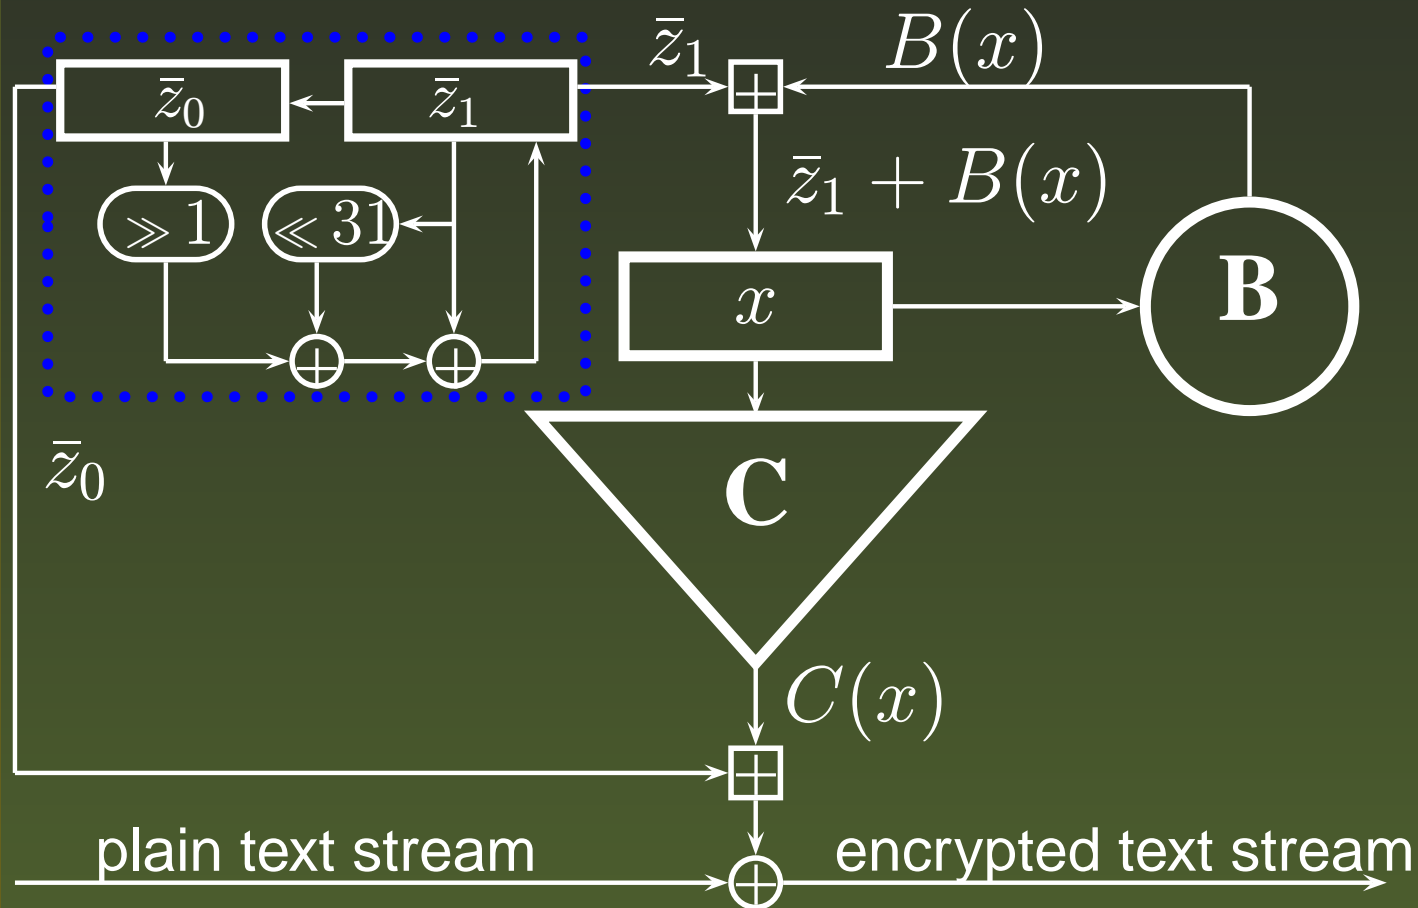 z̄₁
B(x)
z̄₀
z̄₁
z̄₁ + B(x)
≫ 1
≪ 31
B
x
z̄₀
C
C(x)
plain text stream
encrypted text stream